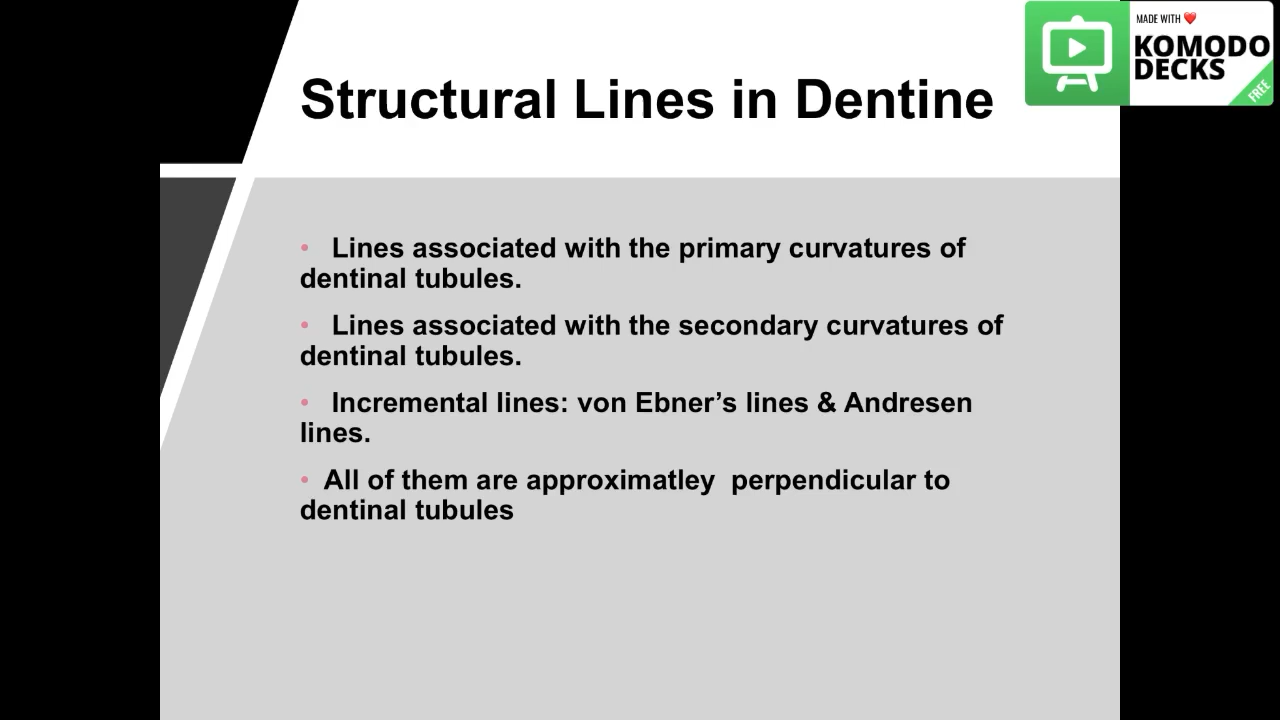 MADE WITH ❤️
KOMODO
DECKS
FREE
Structural Lines in Dentine
• Lines associated with the primary curvatures of
dentinal tubules.
• Lines associated with the secondary curvatures of
dentinal tubules.
• Incremental lines: von Ebner’s lines & Andresen
lines.
• All of them are approximatley perpendicular to
dentinal tubules